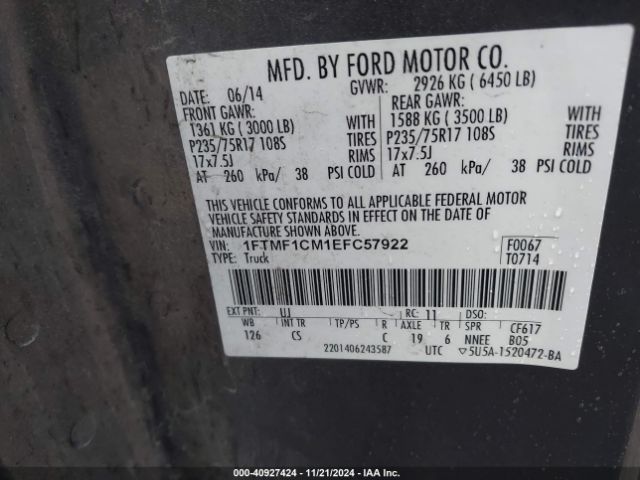 MFD. BY FORD MOTOR CO.
DATE: 06/14 GVWR: 2926 KG ( 6450 LB)
FRONT GAWR: REAR GAWR:
1361 KG ( 3000 LB) WITH 1588 KG ( 3500 LB) WITH
P235/75R17 108S TIRES P235/75R17 108S TIRES
17x7.5J RIMS 17x7.5J RIMS
AT 260 kPa/ 38 PSI COLD AT 260 kPa/ 38 PSI COLD
THIS VEHICLE CONFORMS TO ALL APPLICABLE FEDERAL MOTOR
VEHICLE SAFETY STANDARDS IN EFFECT ON THE DATE OF
MANUFACTURE SHOWN ABOVE.
VIN: 1FTMF1CM1EFC57922 F0067
TYPE: Truck T0714
EXT PNT: UJ RC: 11 DSO:
WB INT TR TP/PS R AXLE TR SPR CF617
126 CS C 19 6 NNEE B05
2201406243587 UTC ▽5U5A-1520472-BA
000-40927424 - 11/21/2024 - IAA Inc.